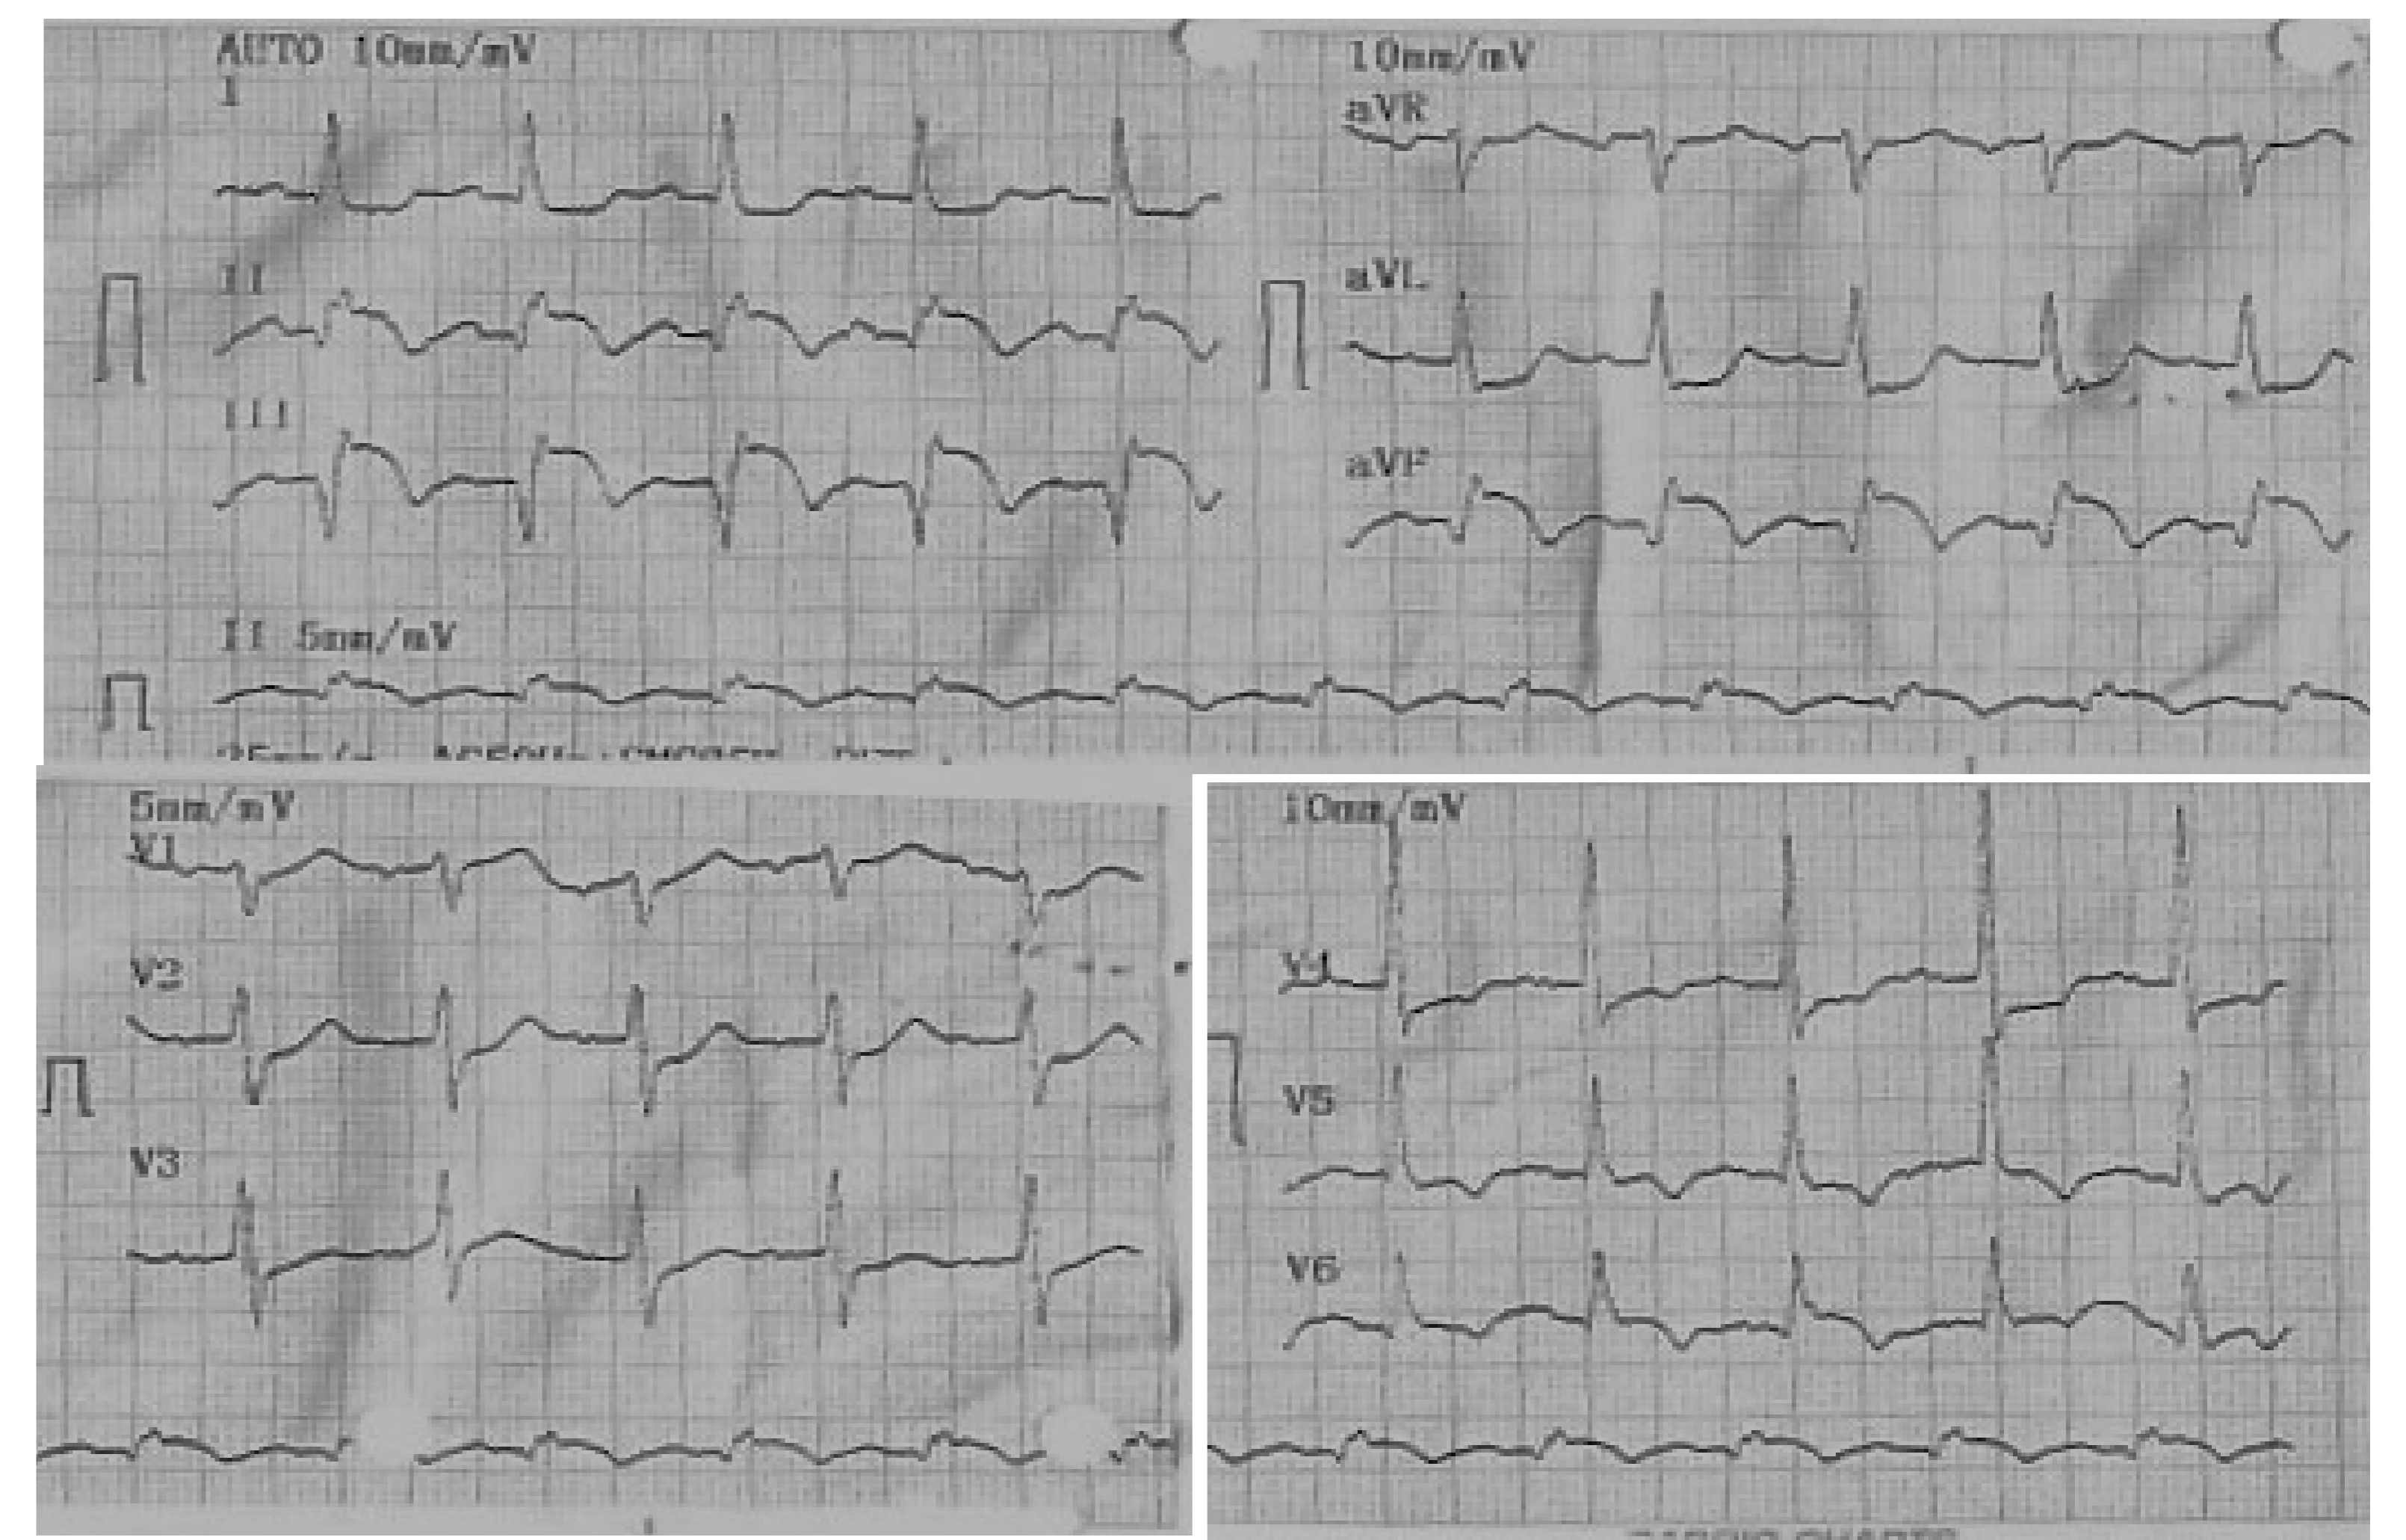 AUTO 10mm/mV
I
II
III
II 5mm/mV
10mm/mV
aVR
aVL
aVF
5mm/mV
V1
V2
V3
10mm/mV
V4
V5
V6